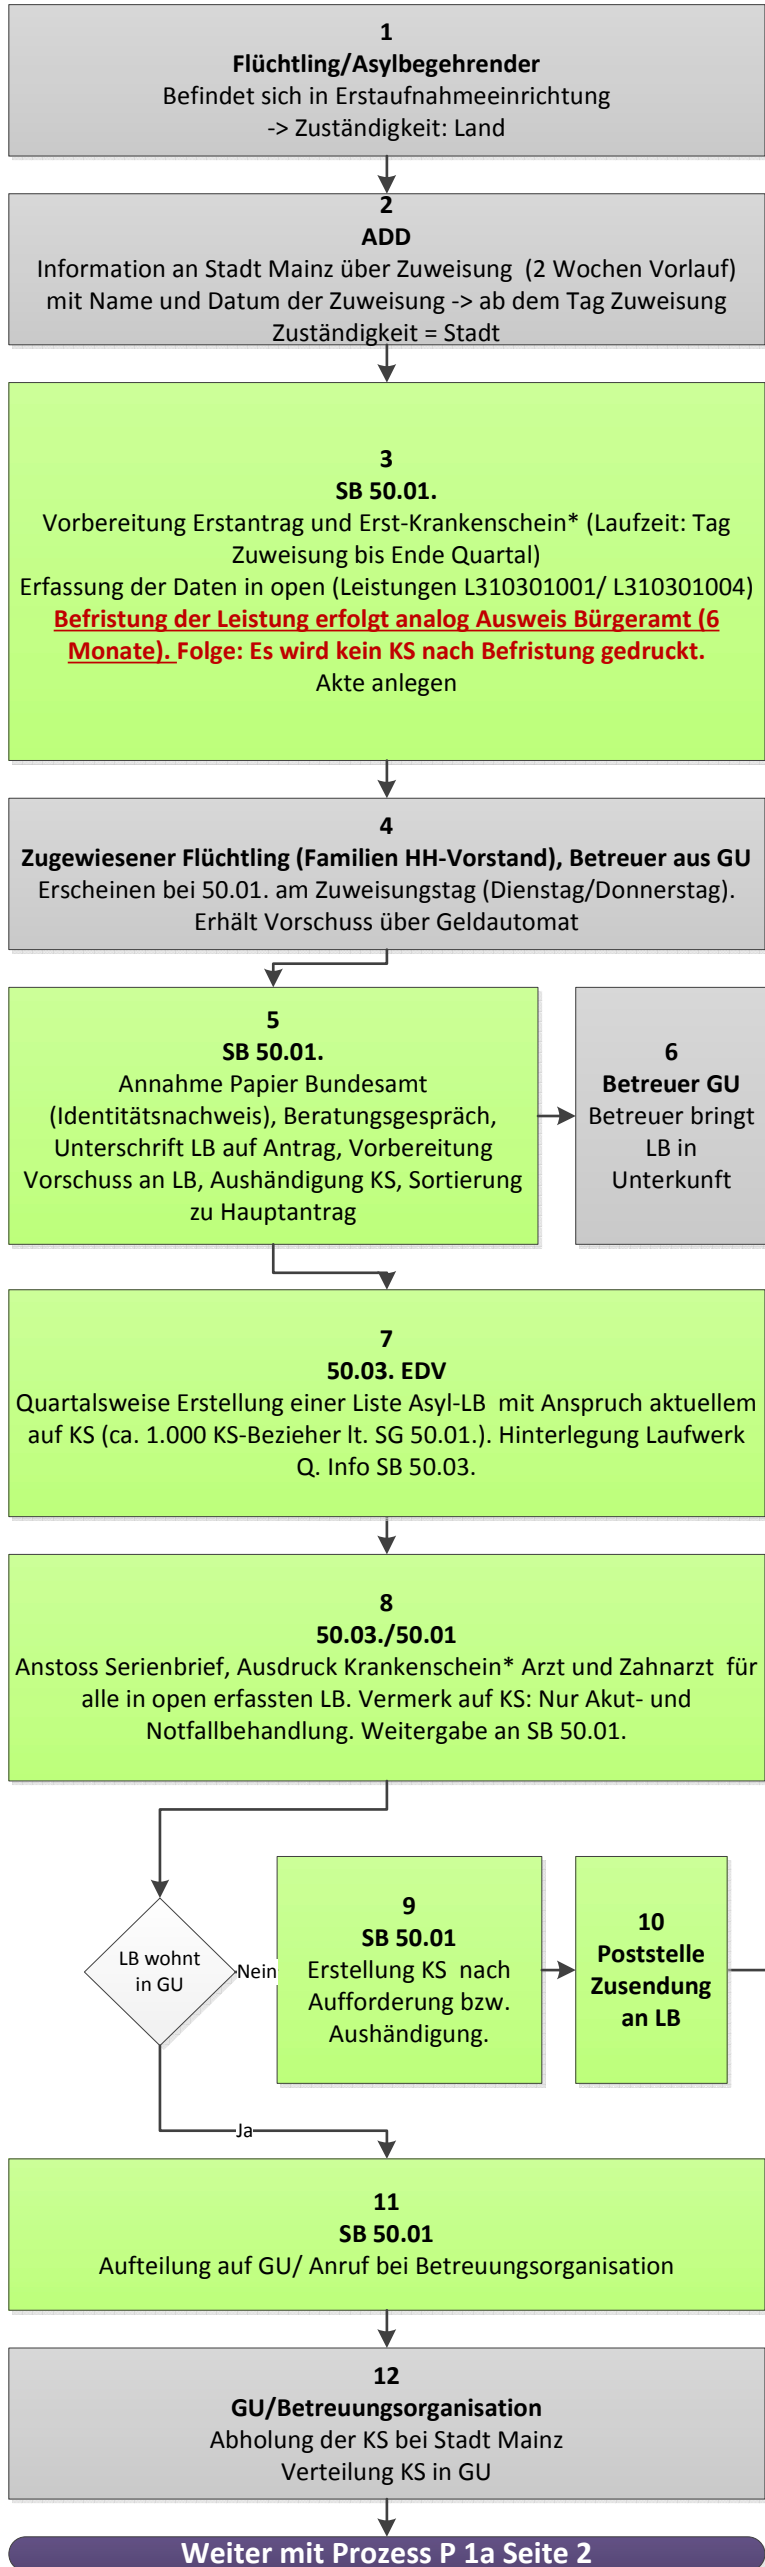 1
Flüchtling/Asylbegehrender
Befindet sich in Erstaufnahmeeinrichtung
-> Zuständigkeit: Land
2
ADD
Information an Stadt Mainz über Zuweisung (2 Wochen Vorlauf)
mit Name und Datum der Zuweisung -> ab dem Tag Zuweisung
Zuständigkeit = Stadt
3
SB 50.01.
Vorbereitung Erstantrag und Erst-Krankenschein* (Laufzeit: Tag
Zuweisung bis Ende Quartal)
Erfassung der Daten in open (Leistungen L310301001/ L310301004)
Befristung der Leistung erfolgt analog Ausweis Bürgeramt (6
Monate). Folge: Es wird kein KS nach Befristung gedruckt.
Akte anlegen
4
Zugewiesener Flüchtling (Familien HH-Vorstand), Betreuer aus GU
Erscheinen bei 50.01. am Zuweisungstag (Dienstag/Donnerstag).
Erhält Vorschuss über Geldautomat
5
SB 50.01.
Annahme Papier Bundesamt
(Identitätsnachweis), Beratungsgespräch,
Unterschrift LB auf Antrag, Vorbereitung
Vorschuss an LB, Aushändigung KS, Sortierung
zu Hauptantrag
6
Betreuer GU
Betreuer bringt
LB in
Unterkunft
7
50.03. EDV
Quartalsweise Erstellung einer Liste Asyl-LB mit Anspruch aktuellem
auf KS (ca. 1.000 KS-Bezieher lt. SG 50.01.). Hinterlegung Laufwerk
Q. Info SB 50.03.
8
50.03./50.01
Anstoss Serienbrief, Ausdruck Krankenschein* Arzt und Zahnarzt für
alle in open erfassten LB. Vermerk auf KS: Nur Akut- und
Notfallbehandlung. Weitergabe an SB 50.01.
LB wohnt
in GU
Nein
9
SB 50.01
Erstellung KS nach
Aufforderung bzw.
Aushändigung.
10
Poststelle
Zusendung
an LB
Ja
11
SB 50.01
Aufteilung auf GU/ Anruf bei Betreuungsorganisation
12
GU/Betreuungsorganisation
Abholung der KS bei Stadt Mainz
Verteilung KS in GU
Weiter mit Prozess P 1a Seite 2